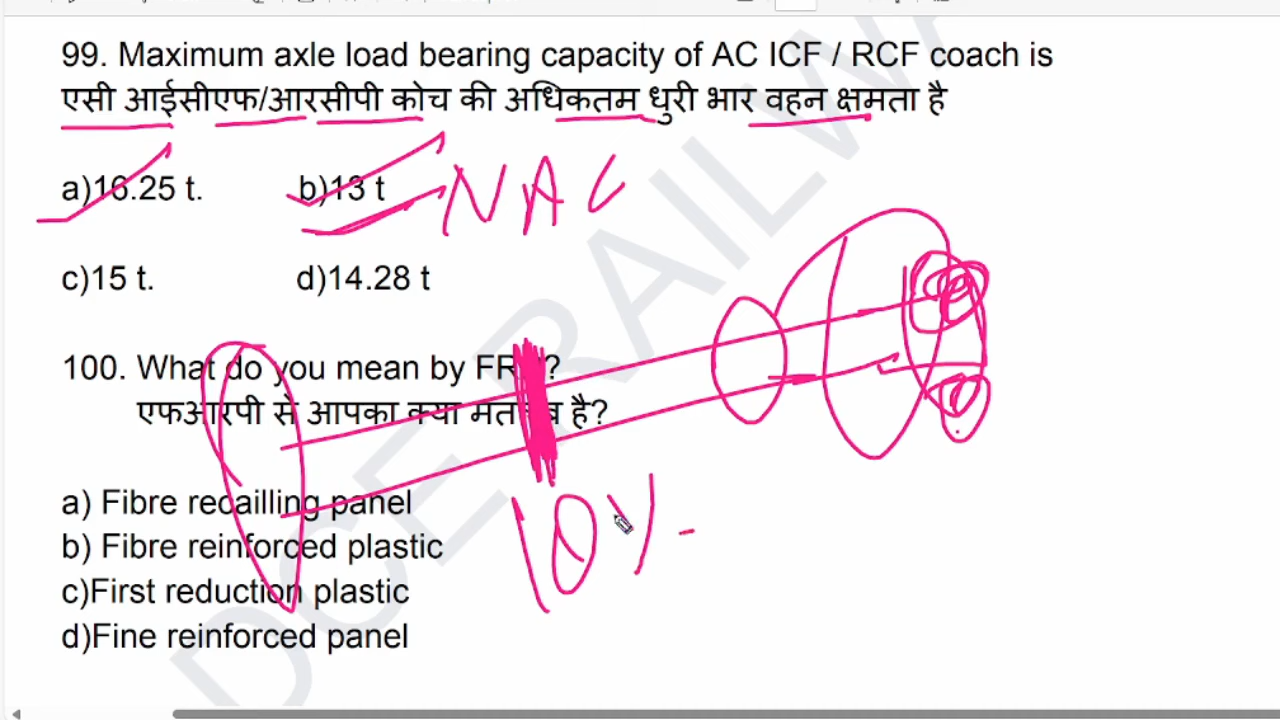 99. Maximum axle load bearing capacity of AC ICF / RCF coach is
एसी आईसीएफ/आरसीपी कोच की अधिकतम धुरी भार वहन क्षमता है
a)16.25 t. b)13 t NAC
c)15 t. d)14.28 t
100. What do you mean by FR ?
एफआरपी से आपका क्या है?
a) Fibre recailling panel
b) Fibre reinforced plastic
c)First reduction plastic
d)Fine reinforced panel
DCE RAILWA